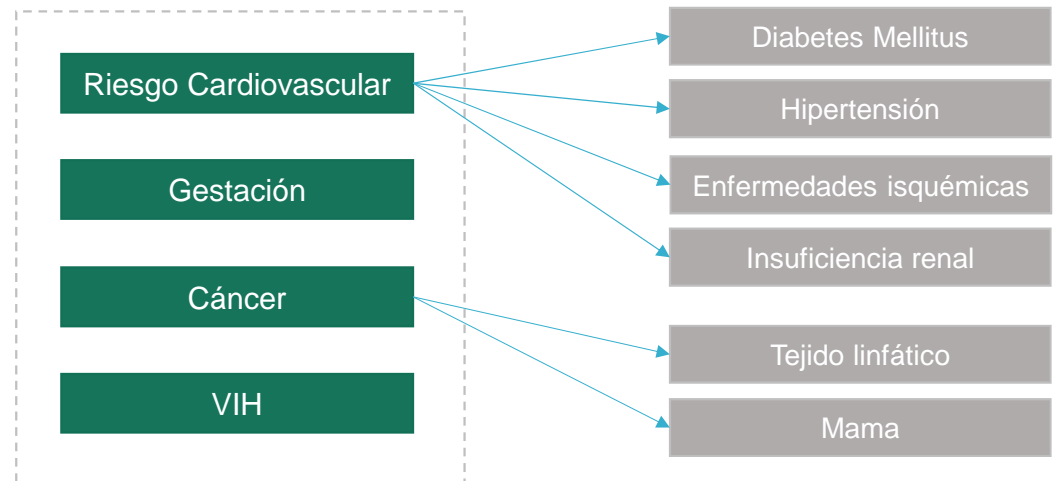 Riesgo Cardiovascular
Gestación
Cáncer
VIH
Diabetes Mellitus
Hipertensión
Enfermedades isquémicas
Insuficiencia renal
Tejido linfático
Mama